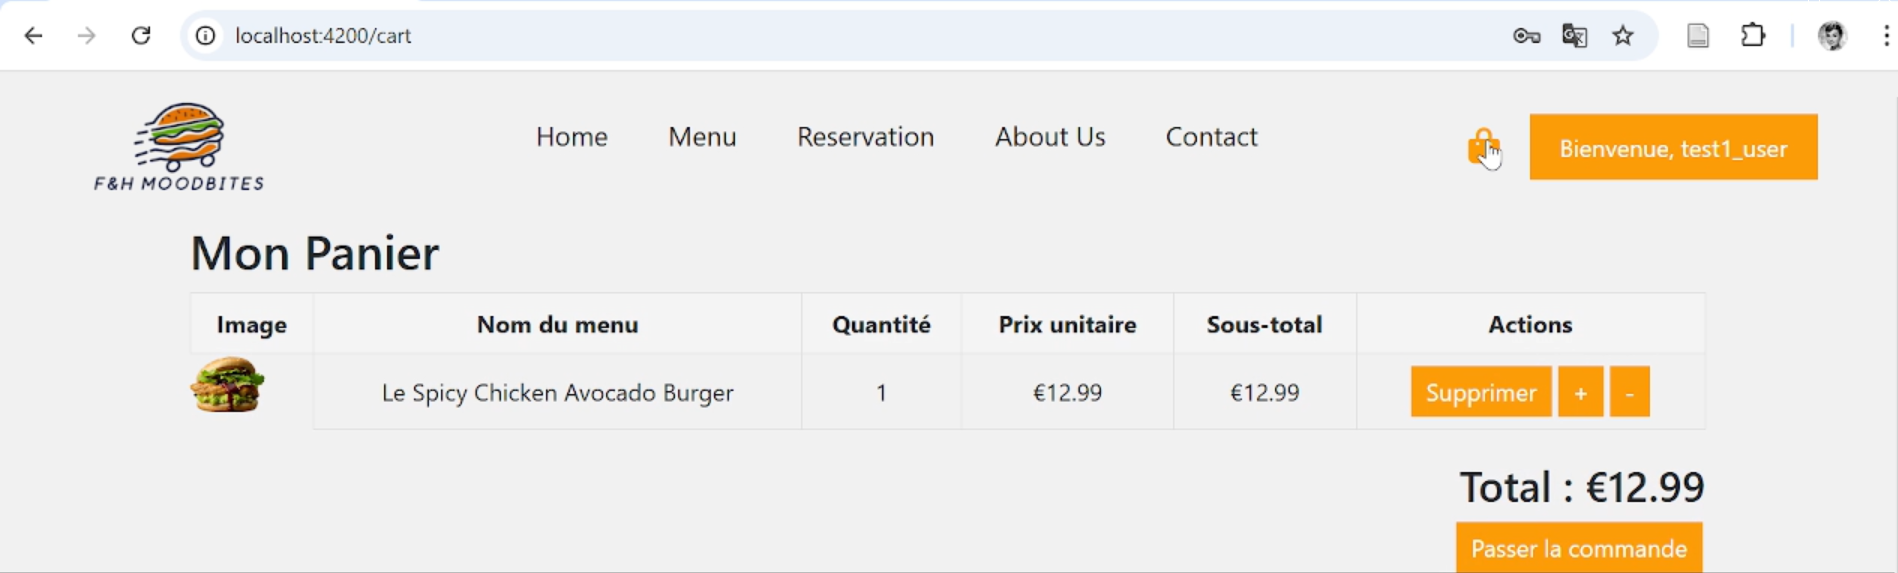 localhost:4200/cart
F&H MOODBITES
Home Menu Reservation About Us Contact
Bienvenue, test1_user
Mon Panier
Image Nom du menu Quantité Prix unitaire Sous-total Actions
Le Spicy Chicken Avocado Burger 1 €12.99 €12.99 Supprimer + -
Total : €12.99
Passer la commande